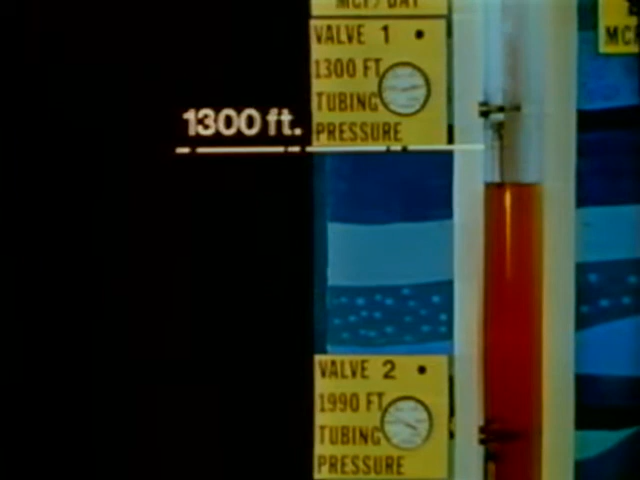 MCF/DAY
VALVE 1
1300 FT
TUBING
PRESSURE
1300 ft.
MCF
VALVE 2
1990 FT
TUBING
PRESSURE